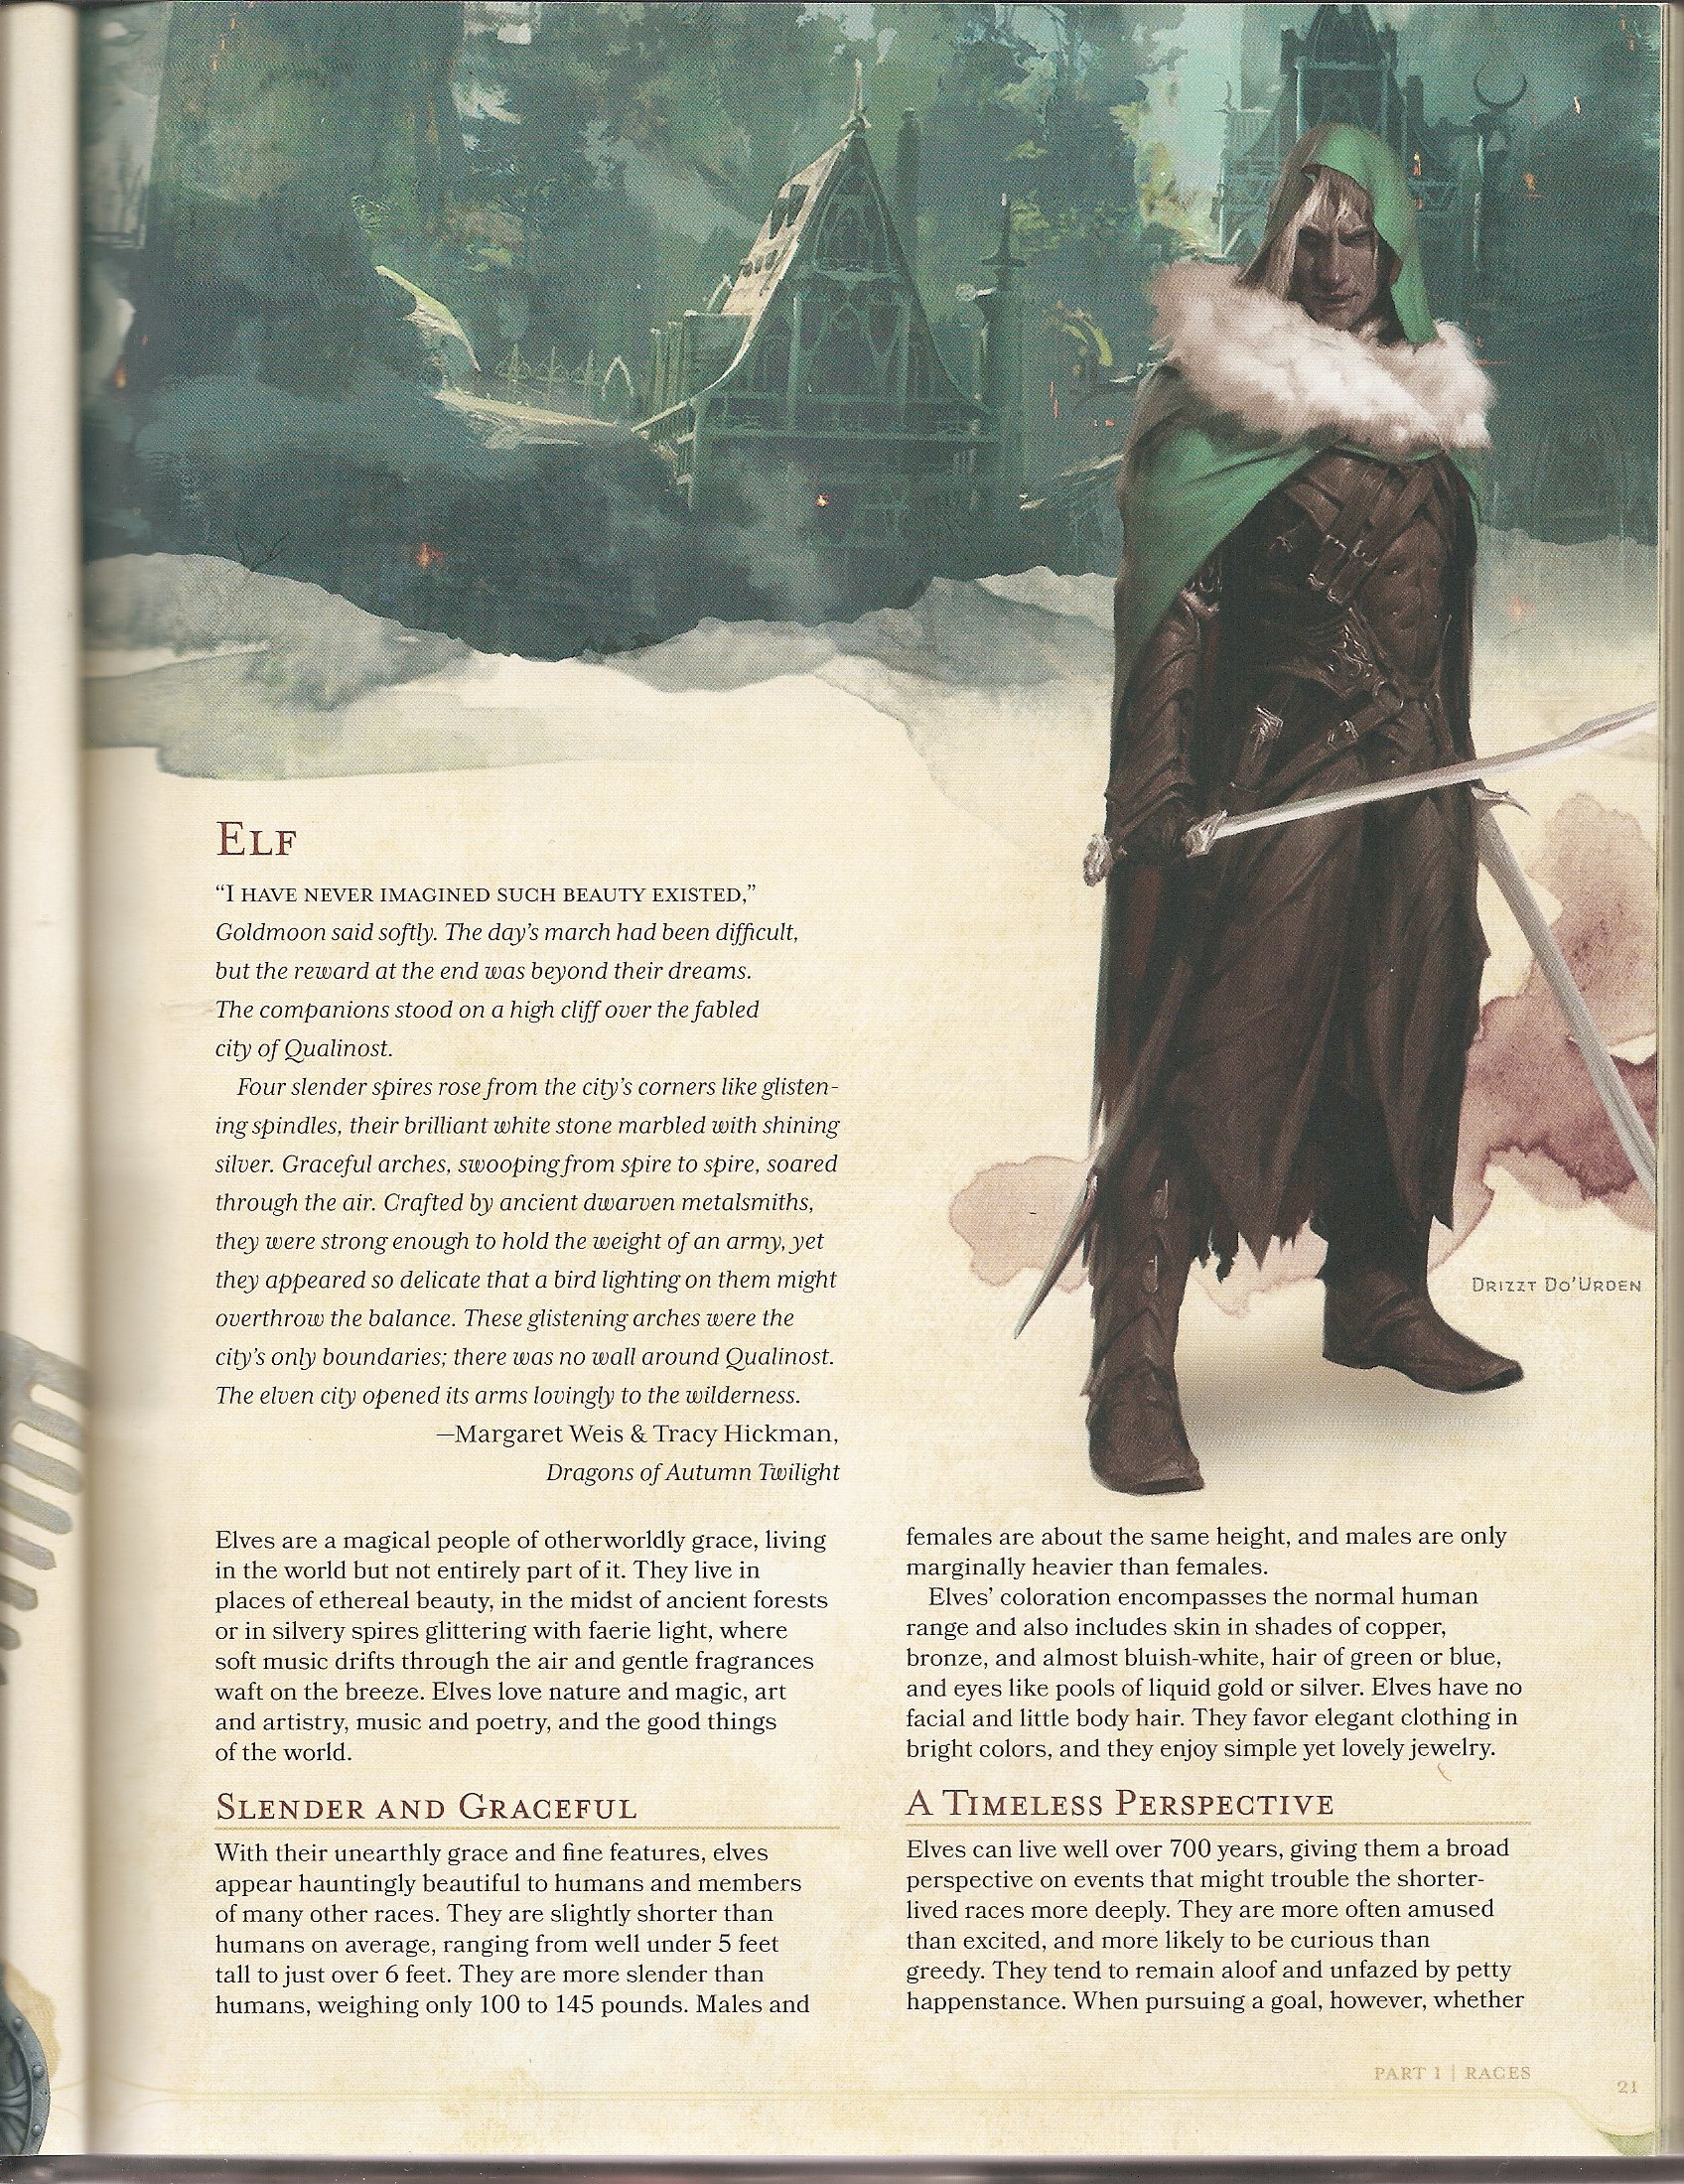 Elf
“I have never imagined such beauty existed,”
Goldmoon said softly. The day’s march had been difficult,
but the reward at the end was beyond their dreams.
The companions stood on a high cliff over the fabled
city of Qualinost.
Four slender spires rose from the city’s corners like glisten-
ing spindles, their brilliant white stone marbled with shining
silver. Graceful arches, swooping from spire to spire, soared
through the air. Crafted by ancient dwarven metalsmiths,
they were strong enough to hold the weight of an army, yet
they appeared so delicate that a bird lighting on them might
overthrow the balance. These glistening arches were the
city’s only boundaries; there was no wall around Qualinost.
The elven city opened its arms lovingly to the wilderness.
—Margaret Weis & Tracy Hickman,
Dragons of Autumn Twilight
Elves are a magical people of otherworldly grace, living
in the world but not entirely part of it. They live in
places of ethereal beauty, in the midst of ancient forests
or in silvery spires glittering with faerie light, where
soft music drifts through the air and gentle fragrances
waft on the breeze. Elves love nature and magic, art
and artistry, music and poetry, and the good things
of the world.
Slender and Graceful
With their unearthly grace and fine features, elves
appear hauntingly beautiful to humans and members
of many other races. They are slightly shorter than
humans on average, ranging from well under 5 feet
tall to just over 6 feet. They are more slender than
humans, weighing only 100 to 145 pounds. Males and
Drizzt Do’Urden
females are about the same height, and males are only
marginally heavier than females.
Elves’ coloration encompasses the normal human
range and also includes skin in shades of copper,
bronze, and almost bluish-white, hair of green or blue,
and eyes like pools of liquid gold or silver. Elves have no
facial and little body hair. They favor elegant clothing in
bright colors, and they enjoy simple yet lovely jewelry.
A Timeless Perspective
Elves can live well over 700 years, giving them a broad
perspective on events that might trouble the shorter-
lived races more deeply. They are more often amused
than excited, and more likely to be curious than
greedy. They tend to remain aloof and unfazed by petty
happenstance. When pursuing a goal, however, whether
PART 1 | RACES
21